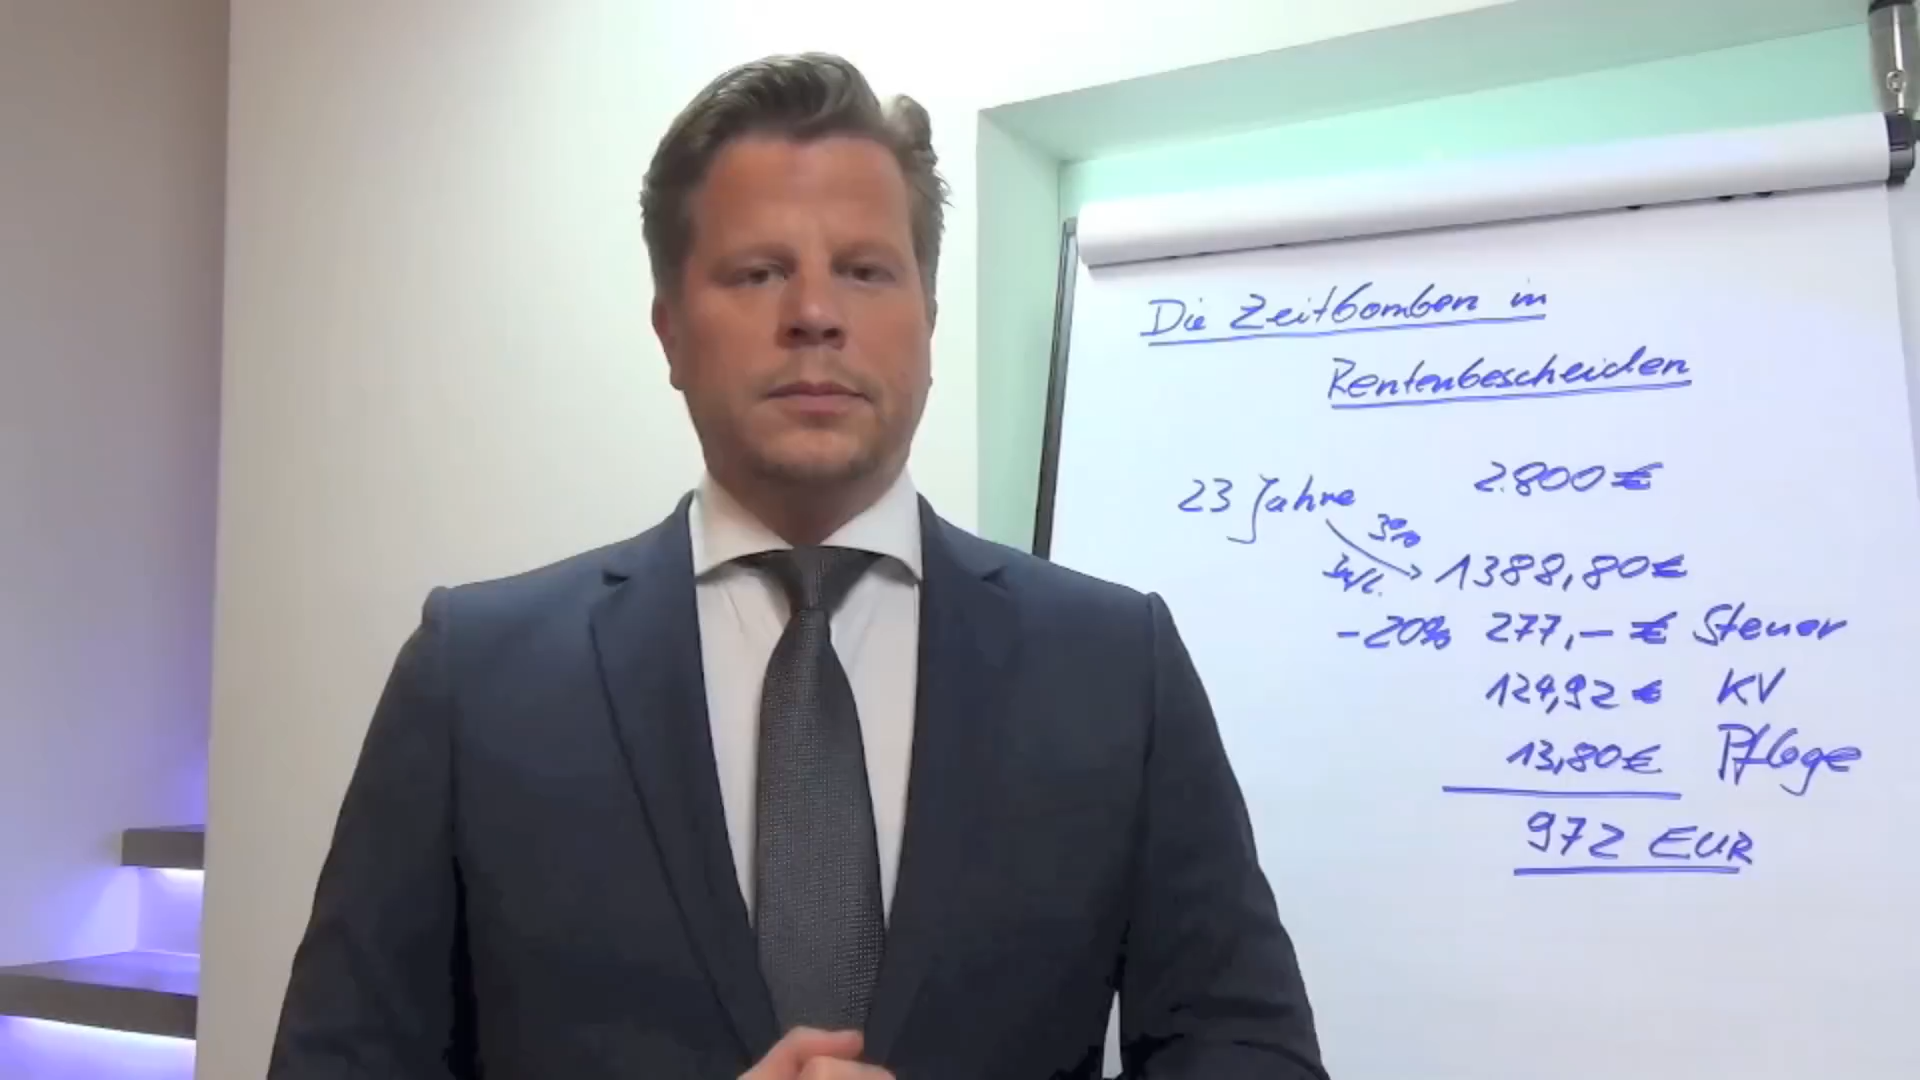 Die Zeitbomben in
Rentenbescheiden
23 Jahre 2.800 €
3%
Infl. 1388,80 €
-20% 277,- € Steuer
124,92 € KV
13,80 € Pflege
972 EUR